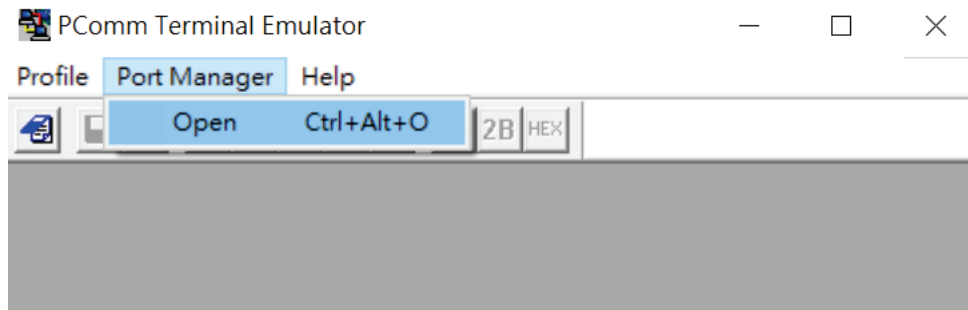 PComm Terminal Emulator
Profile Port Manager Help
Open Ctrl+Alt+O
2B HEX